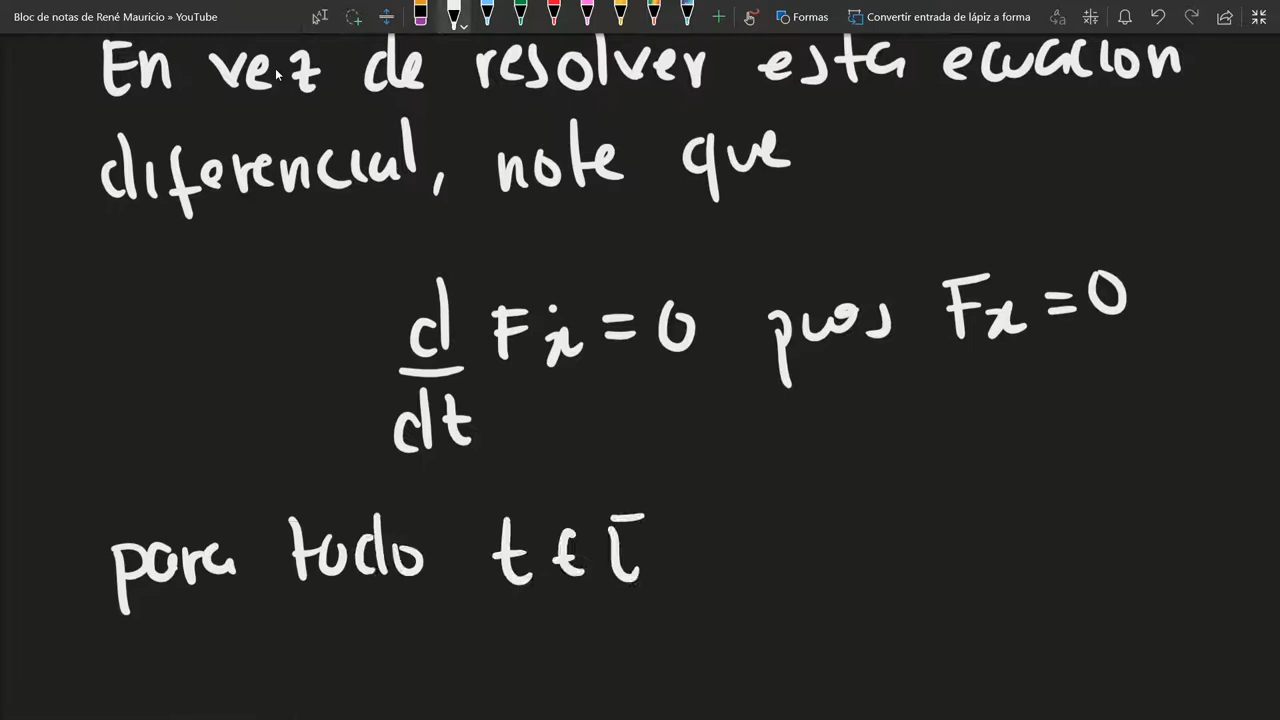 Bloc de notas de René Mauricio » YouTube
Formas
Convertir entrada de lápiz a forma
En vez de resolver esta ecuacion
diferencial, note que
d/dt Fẋ = 0 pues Fx = 0
para todo t ∈ [